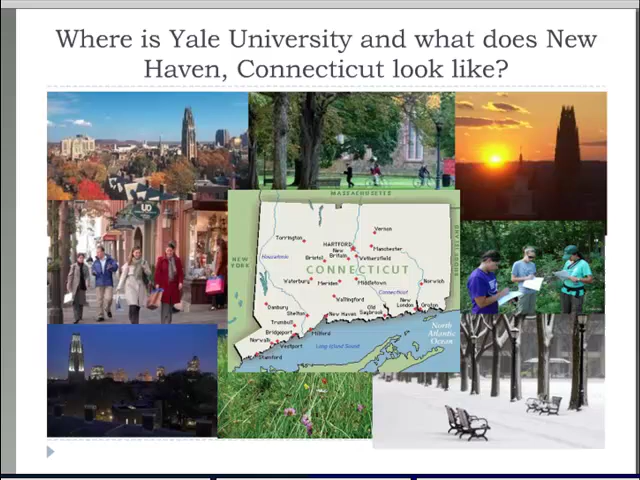 Where is Yale University and what does New
Haven, Connecticut look like?
MASSACHUSETTS
Vernon
Torrington
HARTFORD
Manchester
New
Britain
Bristol
Wethersfield
Housatonic
NEW
YORK
CONNECTICUT
Waterbury
Meriden
Middletown
Norwich
Connecticut
Wallingford
Danbury
Old
Saybrook
New
London
Groton
Shelton
New Haven
Trumbull
Milford
Bridgeport
Norwalk
Westport
Stamford
Long Island Sound
North
Atlantic
Ocean